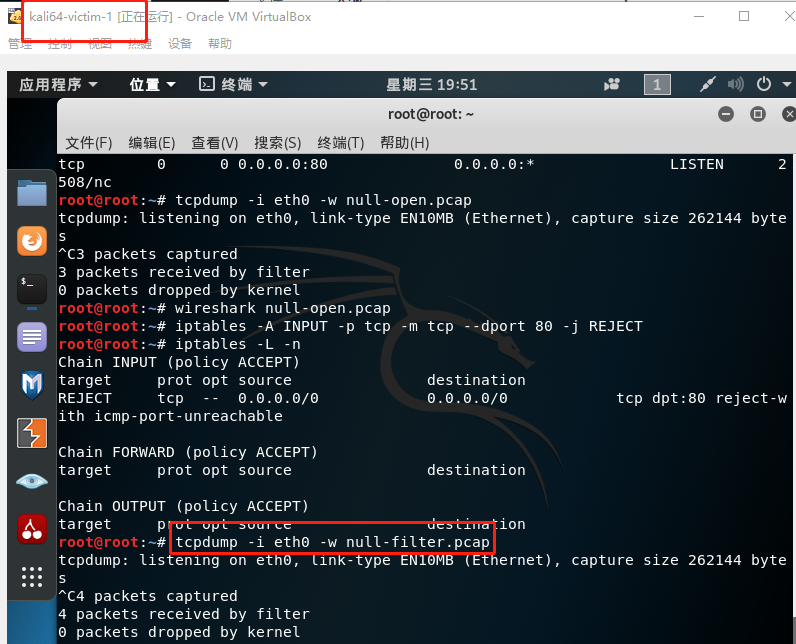 kali64-victim-1 [正在运行] - Oracle VM VirtualBox
管理 控制 视图 热键 设备 帮助
应用程序 位置 终端 星期三 19:51 1
root@root: ~
文件(F) 编辑(E) 查看(V) 搜索(S) 终端(T) 帮助(H)
tcp 0 0 0.0.0.0:80 0.0.0.0:* LISTEN 2
508/nc
root@root:~# tcpdump -i eth0 -w null-open.pcap
tcpdump: listening on eth0, link-type EN10MB (Ethernet), capture size 262144 byte
s
^C3 packets captured
3 packets received by filter
0 packets dropped by kernel
root@root:~# wireshark null-open.pcap
root@root:~# iptables -A INPUT -p tcp -m tcp --dport 80 -j REJECT
root@root:~# iptables -L -n
Chain INPUT (policy ACCEPT)
target prot opt source destination
REJECT tcp -- 0.0.0.0/0 0.0.0.0/0 tcp dpt:80 reject-w
ith icmp-port-unreachable
Chain FORWARD (policy ACCEPT)
target prot opt source destination
Chain OUTPUT (policy ACCEPT)
target prot opt source destination
root@root:~# tcpdump -i eth0 -w null-filter.pcap
tcpdump: listening on eth0, link-type EN10MB (Ethernet), capture size 262144 byte
s
^C4 packets captured
4 packets received by filter
0 packets dropped by kernel